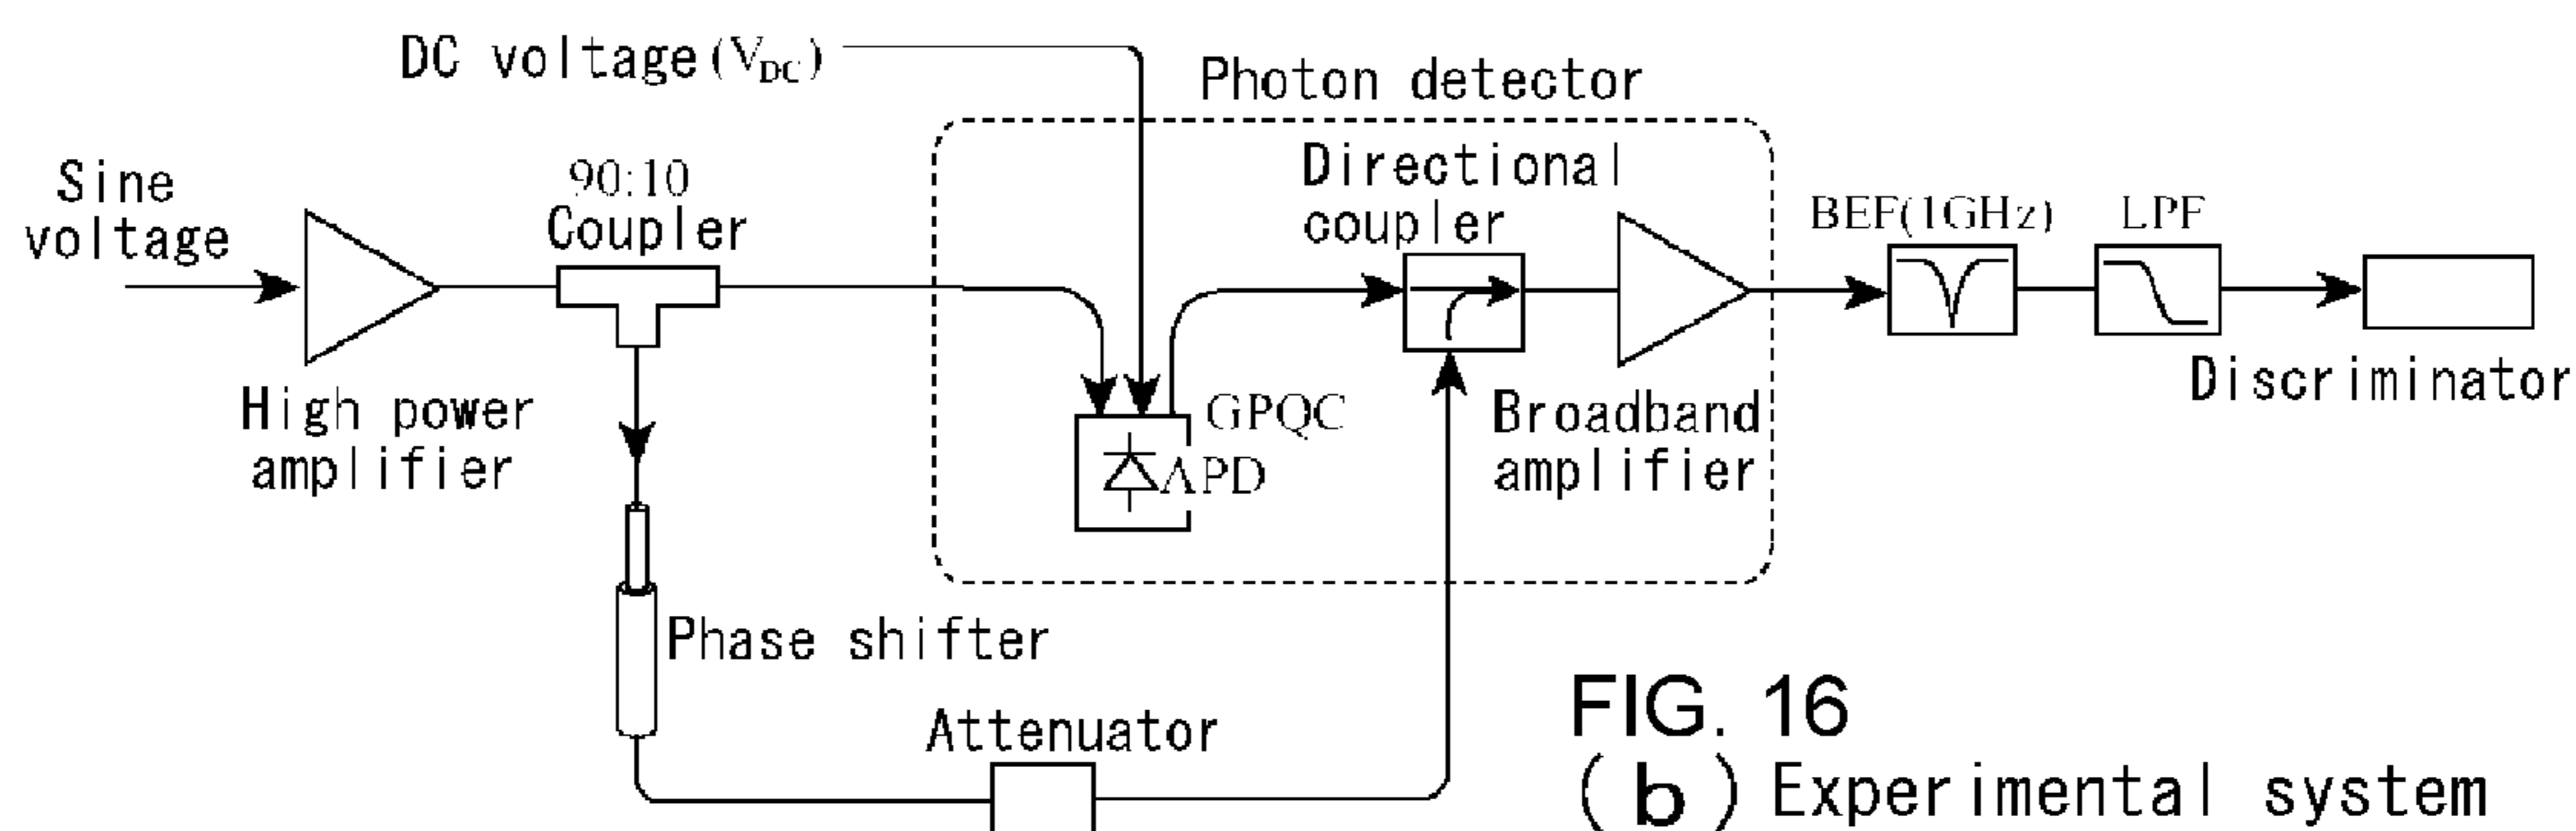 DC voltage (VDC)
Photon detector
Sine
voltage
90:10
Coupler
Directional
coupler
BEF(1GHz)
LPF
High power
amplifier
GPQC
APD
Broadband
amplifier
Discriminator
Phase shifter
Attenuator
FIG. 16
(b) Experimental system